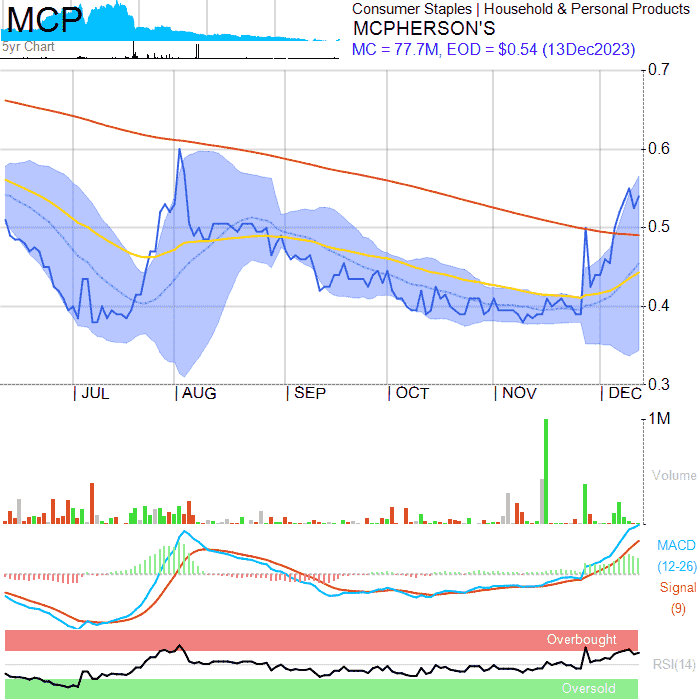 MCP
5yr Chart
Consumer Staples | Household & Personal Products
MCPHERSON'S
MC = 77.7M, EOD = $0.54 (13Dec2023)
0.7
0.6
0.5
0.4
0.3
| JUL | AUG | SEP | OCT | NOV | DEC
1M
Volume
MACD
(12-26)
Signal
(9)
Overbought
RSI(14)
Oversold